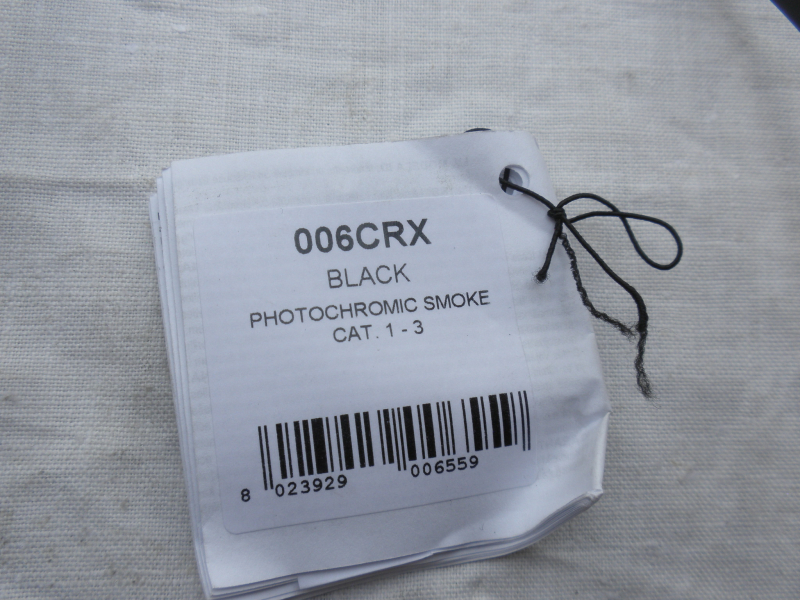 006CRX
BLACK
PHOTOCHROMIC SMOKE
CAT. 1 - 3
8 023929 006559